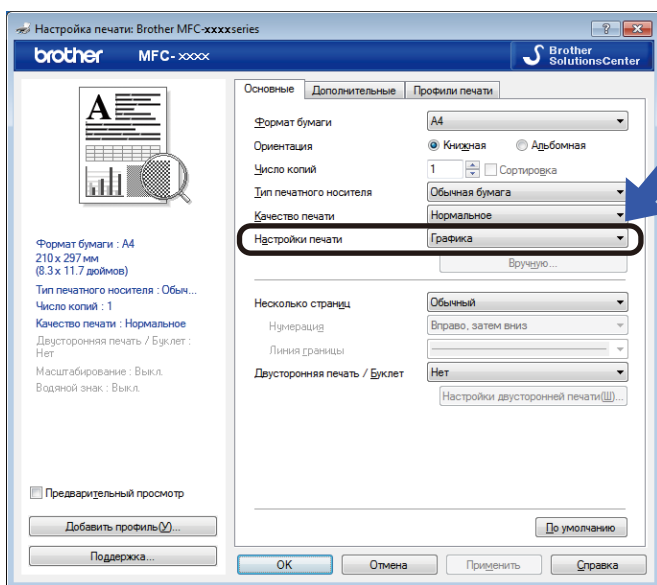 Настройка печати: Brother MFC-xxxxseries
brother MFC-xxxx
Brother
SolutionsCenter
Основные Дополнительные Профили печати
A
Формат бумаги A4
Ориентация Книжная Альбомная
Число копий 1 Сортировка
Тип печатного носителя Обычная бумага
Качество печати Нормальное
Настройки печати Графика
Вручную...
Формат бумаги : A4
210 x 297 мм
(8.3 x 11.7 дюймов)
Тип печатного носителя : Обыч...
Число копий : 1
Качество печати : Нормальное
Двусторонняя печать / Буклет :
Нет
Масштабирование : Выкл.
Водяной знак : Выкл.
Несколько страниц Обычный
Нумерация Вправо, затем вниз
Линия границы
Двусторонняя печать / Буклет Нет
Настройки двусторонней печати(Ш)...
Предварительный просмотр
Добавить профиль(У)...
Поддержка...
По умолчанию
OK Отмена Применить Справка